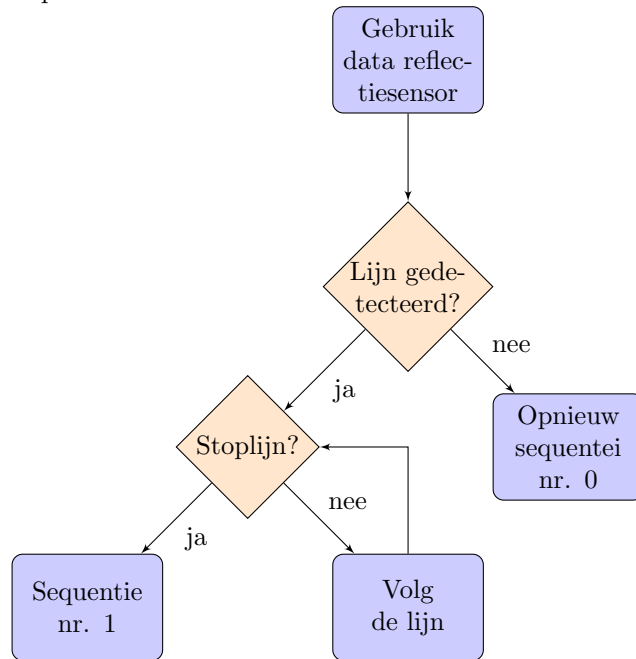 Gebruik
data reflec-
tiesensor
Lijn gede-
tecteerd?
nee
ja
Opnieuw
sequentei
nr. 0
Stoplijn?
nee
ja
Sequentie
nr. 1
Volg
de lijn